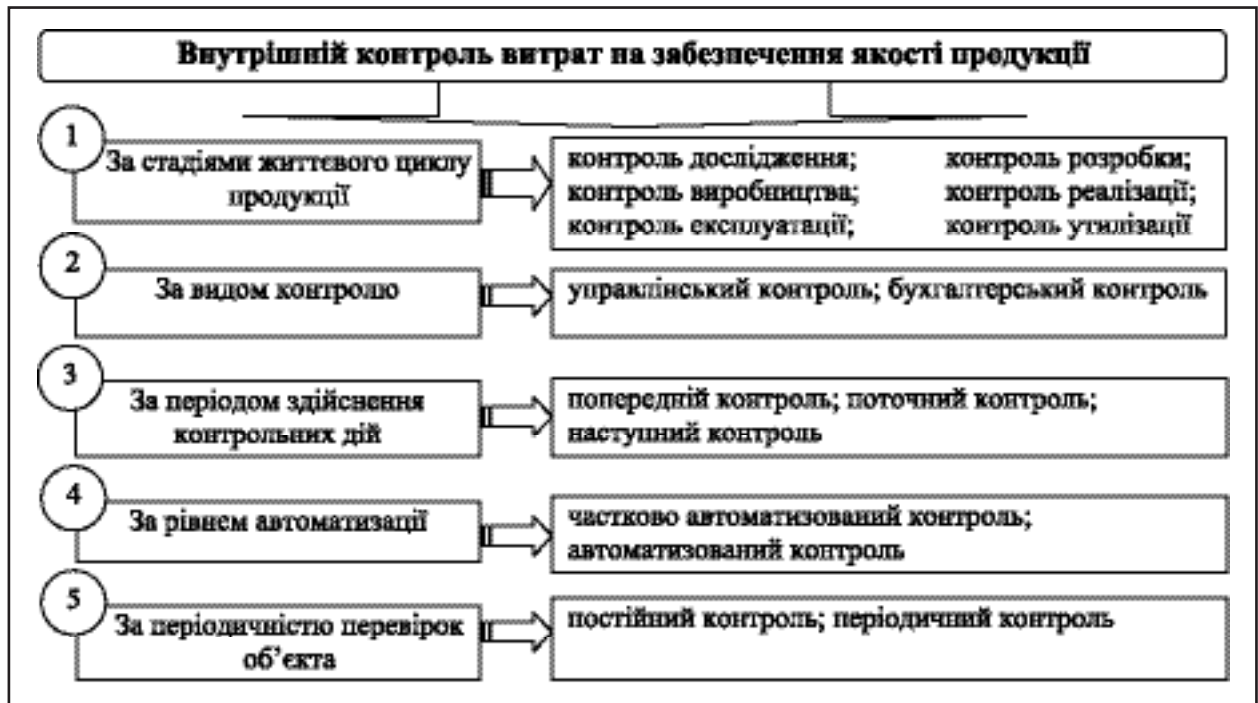 Внутрішній контроль витрат на забезпечення якості продукції
1
За стадіями життєвого циклу
продукції
контроль дослідження; контроль розробки;
контроль виробництва; контроль реалізації;
контроль експлуатації; контроль утилізації
2
За видом контролю
управлінський контроль; бухгалтерський контроль
3
За періодом здійснення
контрольних дій
попередній контроль; поточний контроль;
наступний контроль
4
За рівнем автоматизації
частково автоматизований контроль;
автоматизований контроль
5
За періодичністю перевірок
об’єкта
постійний контроль; періодичний контроль